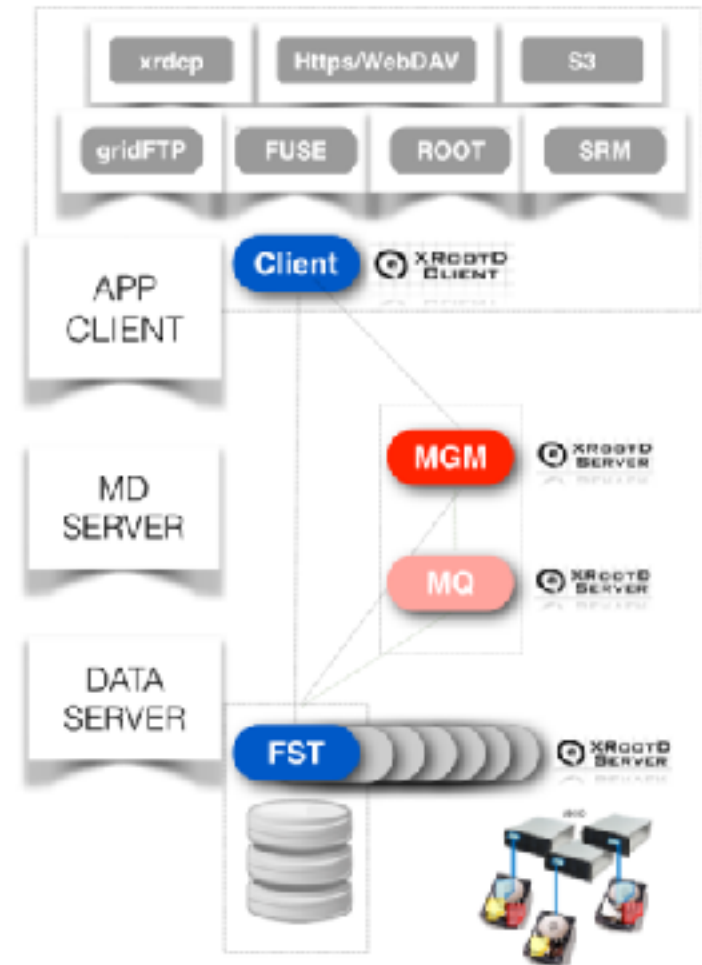 xrdcp Https/WebDAV S3
gridFTP FUSE ROOT SRM
Client XROOTD
CLIENT
APP
CLIENT
MGM XROOTD
SERVER
MD
SERVER
MQ XROOTD
SERVER
DATA
SERVER
FST XROOTD
SERVER